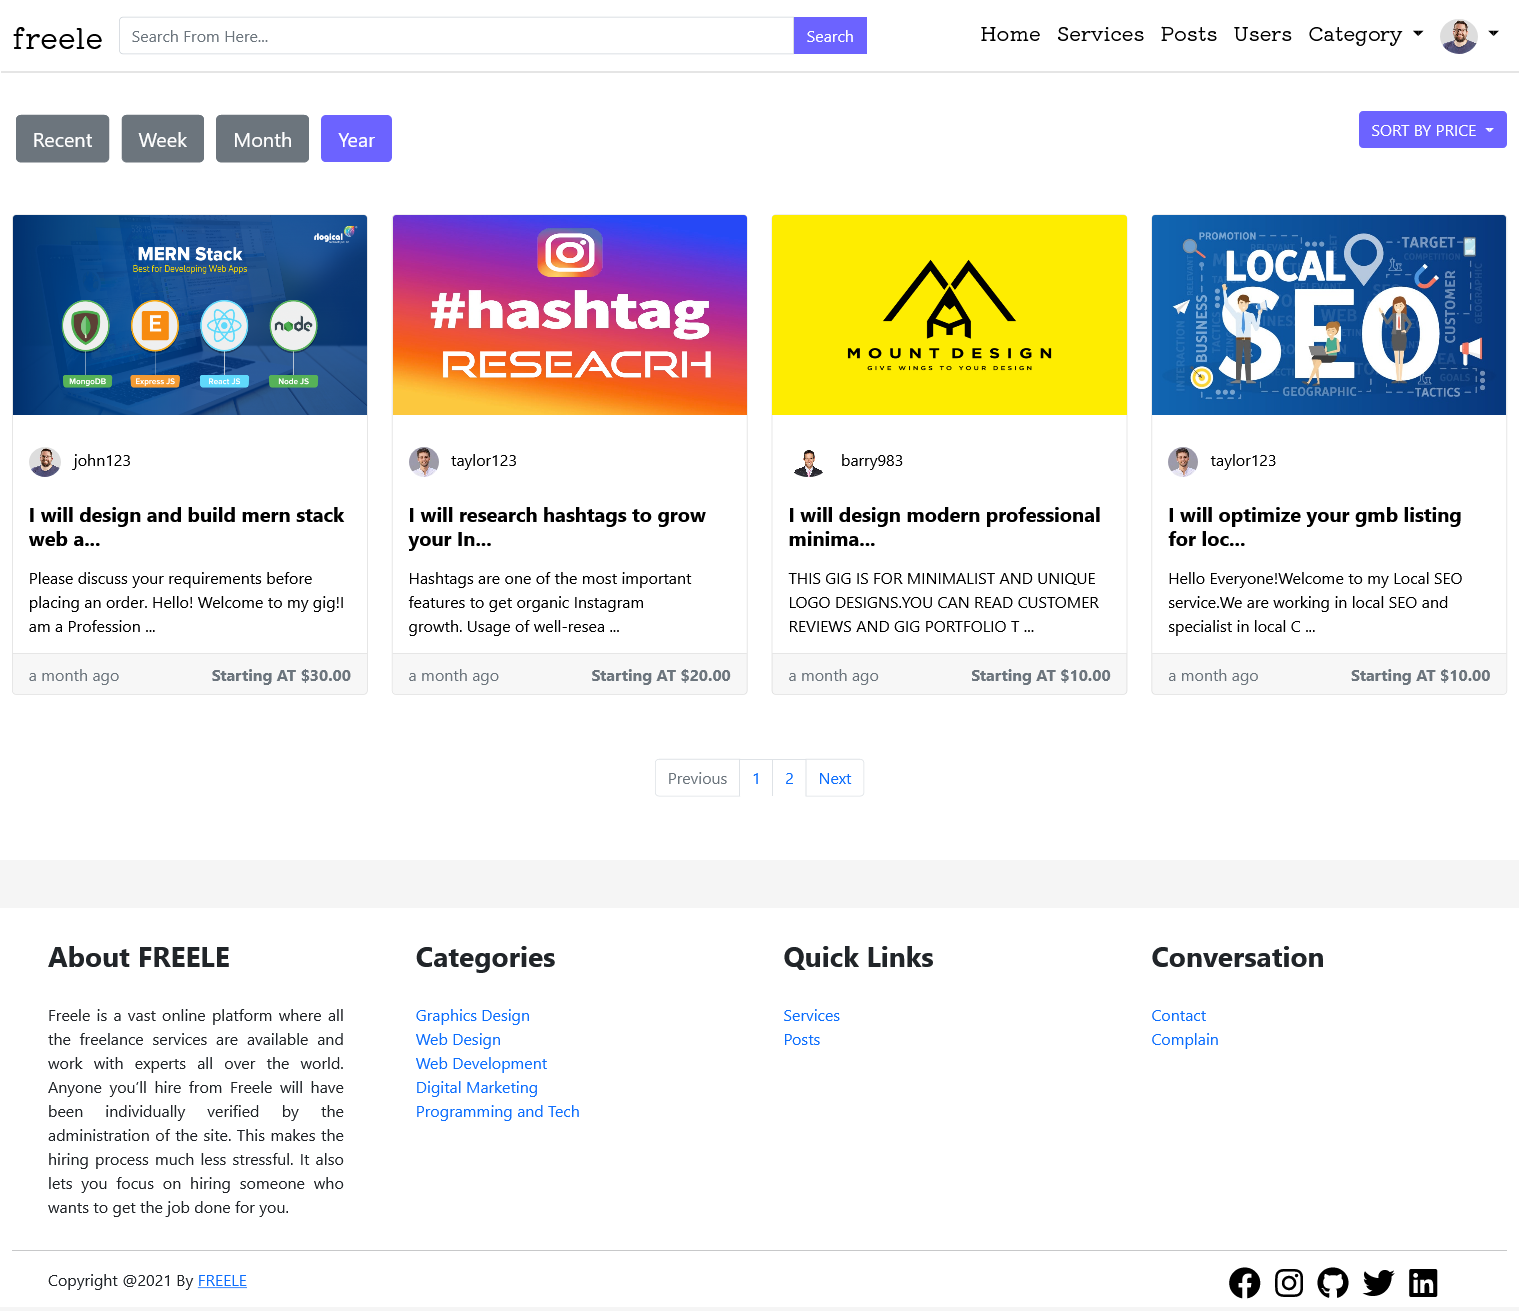 freele
Search From Here...
Search
Home Services Posts Users Category
Recent Week Month Year
SORT BY PRICE
rlogical
MERN Stack
Best for Developing Web Apps
E
node
MongoDB Express JS React JS Node JS
#hashtag
RESEACRH
MOUNT DESIGN
GIVE WINGS TO YOUR DESIGN
PROMOTION
TARGET
COMPETITION
LOCAL
SEO
BUSINESS
CUSTOMER
INTERACTION
GEOGRAPHIC
GOALS
TACTICS
john123
I will design and build mern stack
web a...
Please discuss your requirements before
placing an order. Hello! Welcome to my gig!I
am a Profession ...
a month ago Starting AT $30.00
taylor123
I will research hashtags to grow
your In...
Hashtags are one of the most important
features to get organic Instagram
growth. Usage of well-resea ...
a month ago Starting AT $20.00
barry983
I will design modern professional
minima...
THIS GIG IS FOR MINIMALIST AND UNIQUE
LOGO DESIGNS.YOU CAN READ CUSTOMER
REVIEWS AND GIG PORTFOLIO T ...
a month ago Starting AT $10.00
taylor123
I will optimize your gmb listing
for loc...
Hello Everyone!Welcome to my Local SEO
service.We are working in local SEO and
specialist in local C ...
a month ago Starting AT $10.00
Previous 1 2 Next
About FREELE
Freele is a vast online platform where all
the freelance services are available and
work with experts all over the world.
Anyone you’ll hire from Freele will have
been individually verified by the
administration of the site. This makes the
hiring process much less stressful. It also
lets you focus on hiring someone who
wants to get the job done for you.
Categories
Graphics Design
Web Design
Web Development
Digital Marketing
Programming and Tech
Quick Links
Services
Posts
Conversation
Contact
Complain
Copyright @2021 By FREELE